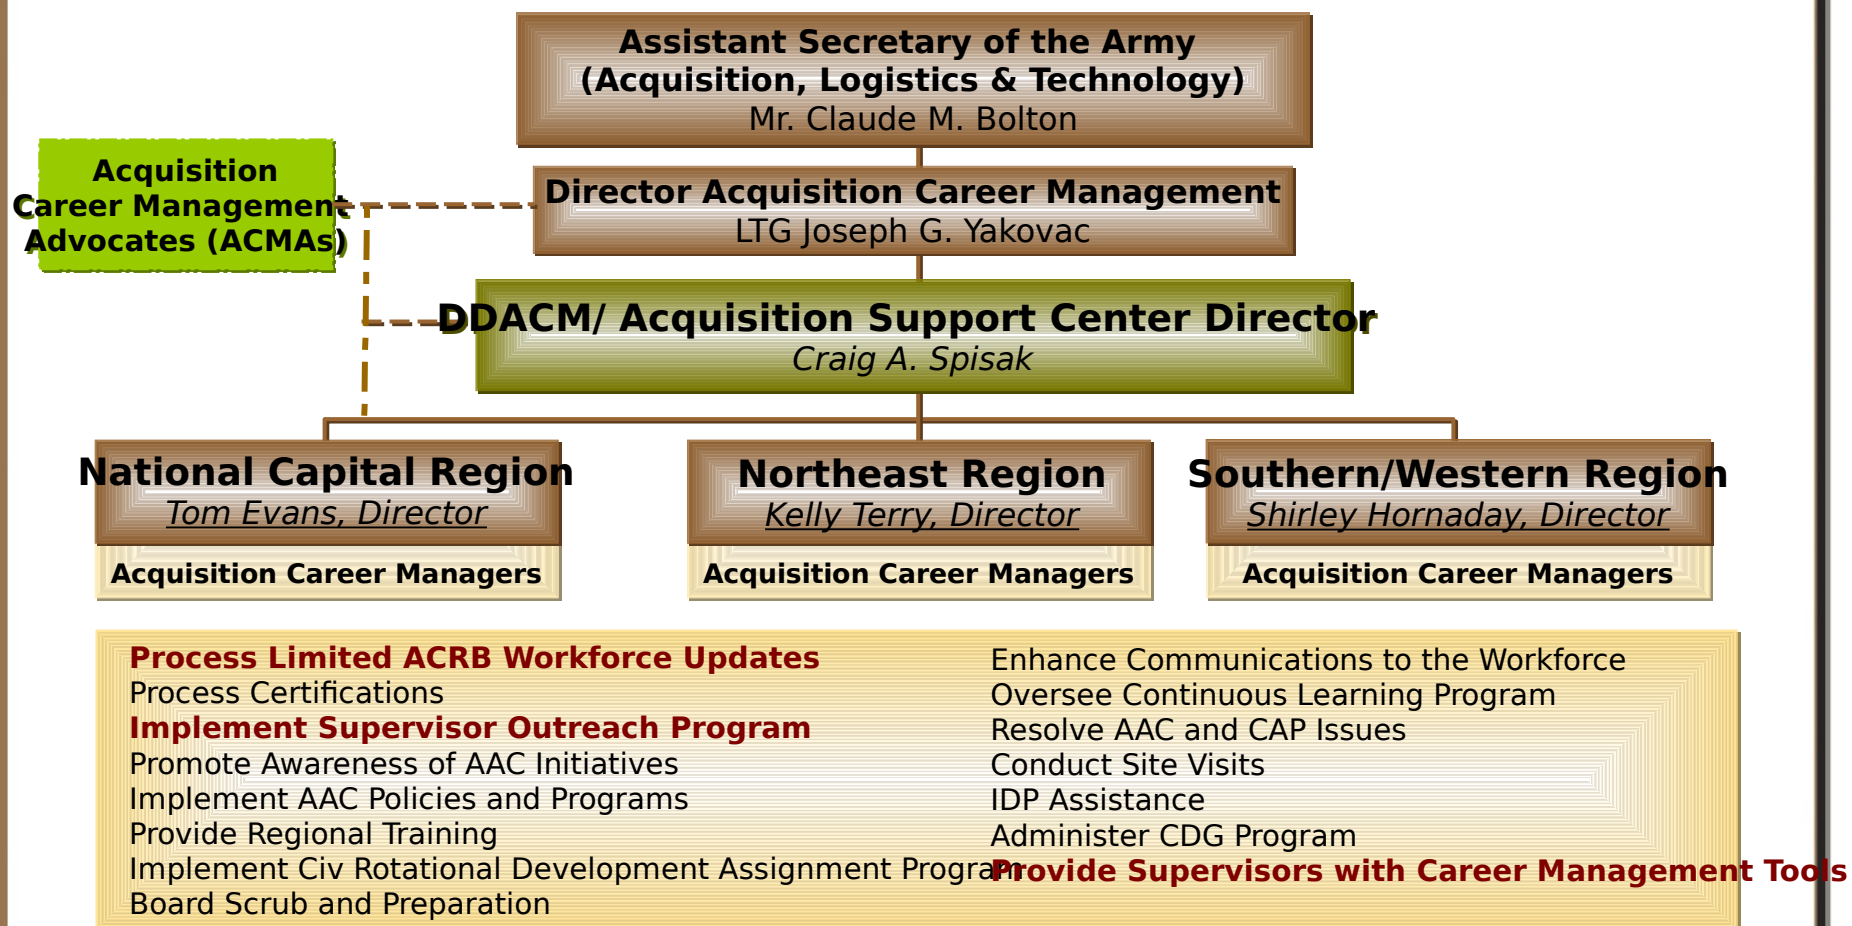 Assistant Secretary of the Army
(Acquisition, Logistics & Technology)
Mr. Claude M. Bolton
Acquisition
Career Management
Advocates (ACMAs)
Director Acquisition Career Management
LTG Joseph G. Yakovac
DDACM/ Acquisition Support Center Director
Craig A. Spisak
National Capital Region
Tom Evans, Director
Acquisition Career Managers
Northeast Region
Kelly Terry, Director
Acquisition Career Managers
Southern/Western Region
Shirley Hornaday, Director
Acquisition Career Managers
Process Limited ACRB Workforce Updates
Process Certifications
Implement Supervisor Outreach Program
Promote Awareness of AAC Initiatives
Implement AAC Policies and Programs
Provide Regional Training
Implement Civ Rotational Development Assignment Program
Board Scrub and Preparation
Enhance Communications to the Workforce
Oversee Continuous Learning Program
Resolve AAC and CAP Issues
Conduct Site Visits
IDP Assistance
Administer CDG Program
Provide Supervisors with Career Management Tools